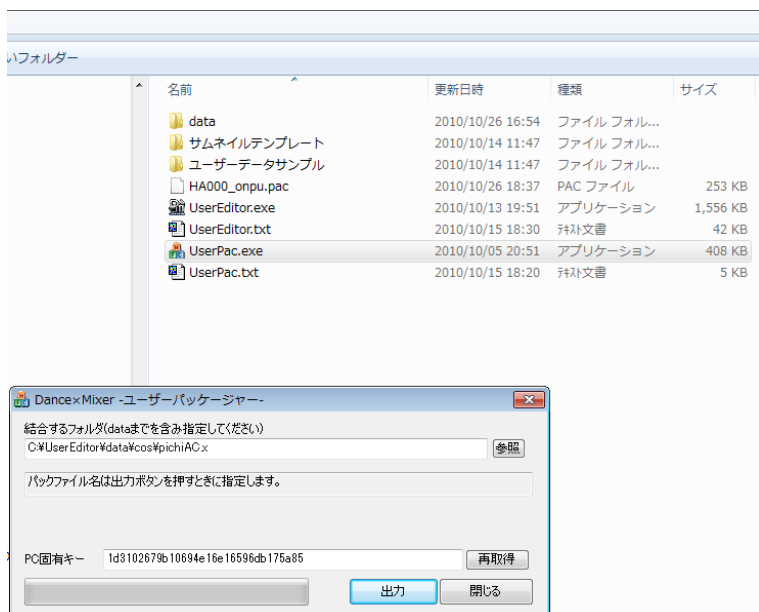 いフォルダー
名前 更新日時 種類 サイズ
data 2010/10/26 16:54 ファイル フォル...
サムネイルテンプレート 2010/10/14 11:47 ファイル フォル...
ユーザーデータサンプル 2010/10/14 11:47 ファイル フォル...
HA000_onpu.pac 2010/10/26 18:37 PAC ファイル 253 KB
UserEditor.exe 2010/10/13 19:51 アプリケーション 1,556 KB
UserEditor.txt 2010/10/15 18:30 テキスト文書 42 KB
UserPac.exe 2010/10/05 20:51 アプリケーション 408 KB
UserPac.txt 2010/10/15 18:20 テキスト文書 5 KB
Dance×Mixer -ユーザーパッケージャー-
結合するフォルダ(dataまでを含み指定してください)
C:¥UserEditor¥data¥cos¥pichiAC.x 参照
パックファイル名は出力ボタンを押すときに指定します。
PC固有キー 1d3102679b10694e16e16596db175a85 再取得
出力 閉じる